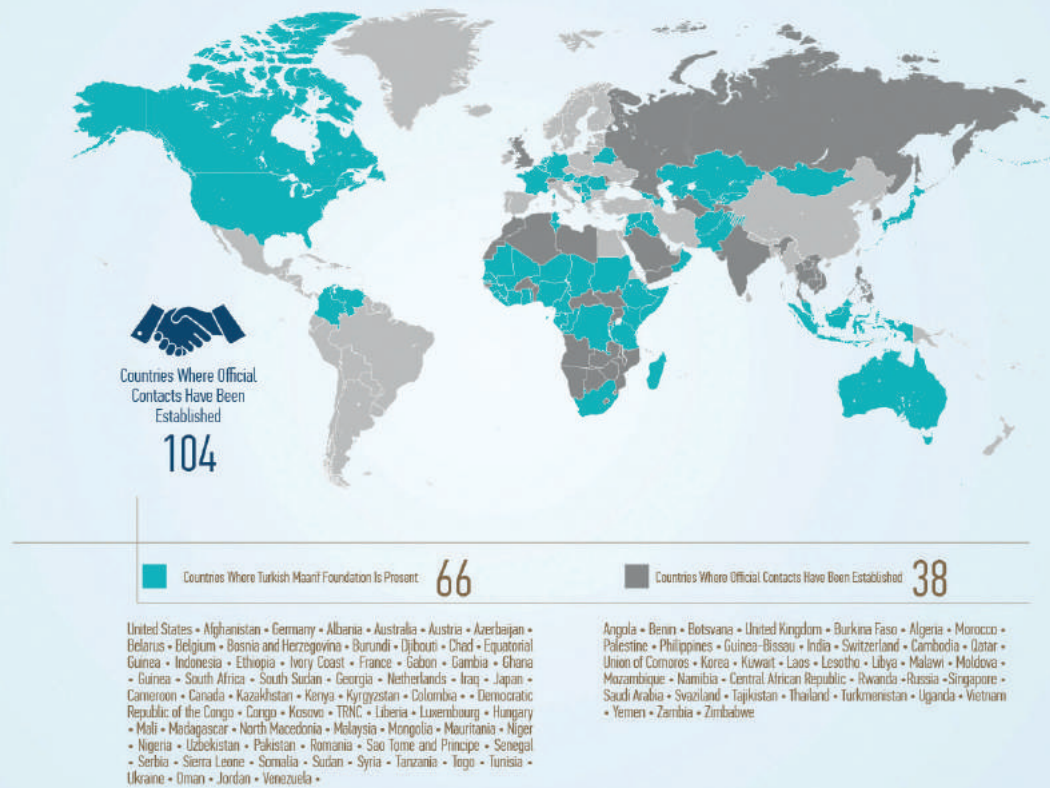 Countries Where Official
Contacts Have Been
Established
104
Countries Where Turkish Maarif Foundation Is Present 66
Countries Where Official Contacts Have Been Established 38
United States • Afghanistan • Germany • Albania • Australia • Austria • Azerbaijan •
Belarus • Belgium • Bosnia and Herzegovina • Burundi • Djibouti • Chad • Equatorial
Guinea • Indonesia • Ethiopia • Ivory Coast • France • Gabon • Gambia • Ghana
• Guinea • South Africa • South Sudan • Georgia • Netherlands • Iraq • Japan •
Cameroon • Canada • Kazakhstan • Kenya • Kyrgyzstan • Colombia • • Democratic
Republic of the Congo • Congo • Kosovo • TRNC • Liberia • Luxembourg • Hungary
• Mali • Madagascar • North Macedonia • Malaysia • Mongolia • Mauritania • Niger
• Nigeria • Uzbekistan • Pakistan • Romania • Sao Tome and Principe • Senegal
• Serbia • Sierra Leone • Somalia • Sudan • Syria • Tanzania • Togo • Tunisia •
Ukraine • Oman • Jordan • Venezuela •
Angola • Benin • Botswana • United Kingdom • Burkina Faso • Algeria • Morocco •
Palestine • Philippines • Guinea-Bissau • India • Switzerland • Cambodia • Qatar •
Union of Comoros • Korea • Kuwait • Laos • Lesotho • Libya • Malawi • Moldova •
Mozambique • Namibia • Central African Republic • Rwanda •Russia •Singapore •
Saudi Arabia • Svaziland • Tajikistan • Thailand • Turkmenistan • Uganda • Vietnam
• Yemen • Zambia • Zimbabwe